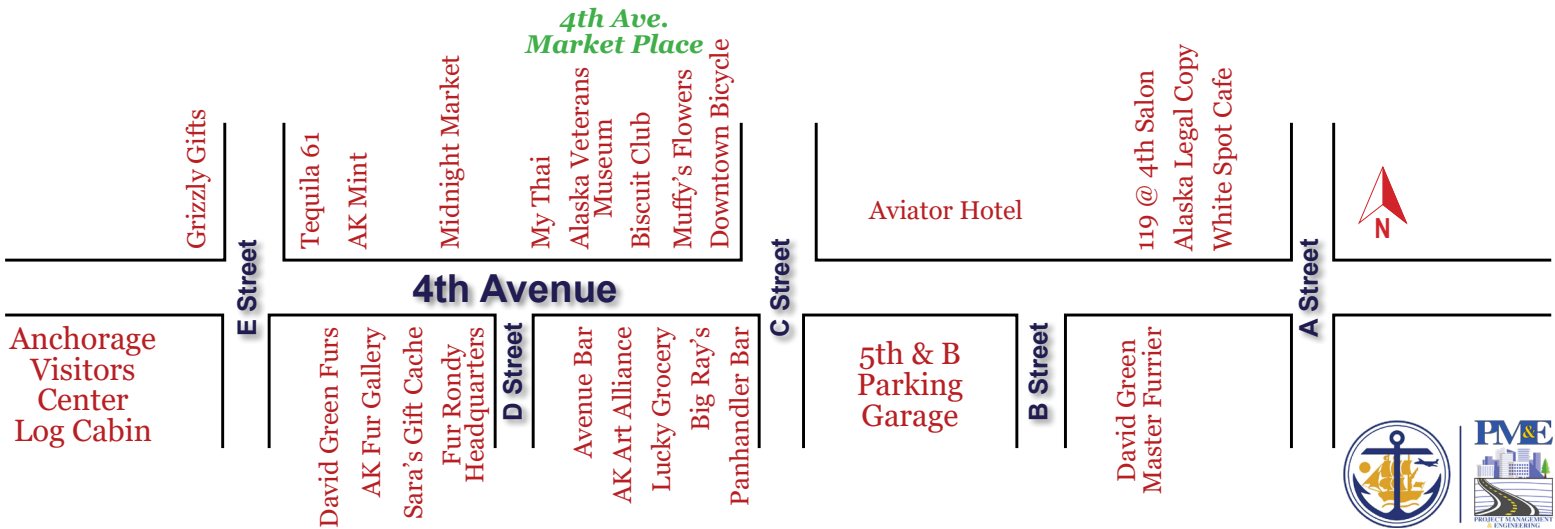 4th Ave.
Market Place
Grizzly Gifts
Tequila 61
AK Mint
Midnight Market
My Thai
Alaska Veterans
Museum
Biscuit Club
Muffy's Flowers
Downtown Bicycle
Aviator Hotel
119 @ 4th Salon
Alaska Legal Copy
White Spot Cafe
N
E Street
4th Avenue
D Street
C Street
B Street
A Street
Anchorage
Visitors
Center
Log Cabin
David Green Furs
AK Fur Gallery
Sara's Gift Cache
Fur Rondy
Headquarters
Avenue Bar
AK Art Alliance
Lucky Grocery
Big Ray's
Panhandler Bar
5th & B
Parking
Garage
David Green
Master Furrier
PM&E
PROJECT MANAGEMENT
& ENGINEERING